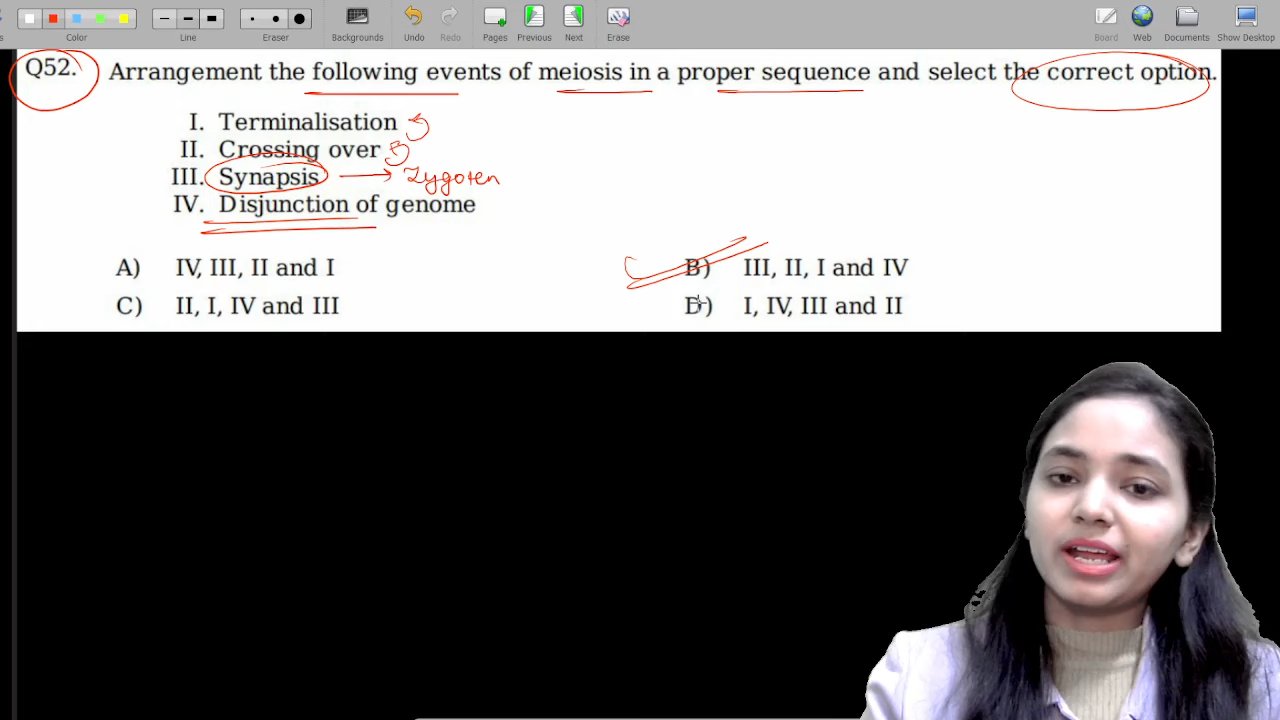 Color
Line
Eraser
Backgrounds
Undo
Redo
Pages
Previous
Next
Erase
Board
Web
Documents
Show Desktop
Q52. Arrangement the following events of meiosis in a proper sequence and select the correct option.
I. Terminalisation
II. Crossing over
III. Synapsis → Zygoten
IV. Disjunction of genome
A) IV, III, II and I
B) III, II, I and IV
C) II, I, IV and III
D) I, IV, III and II